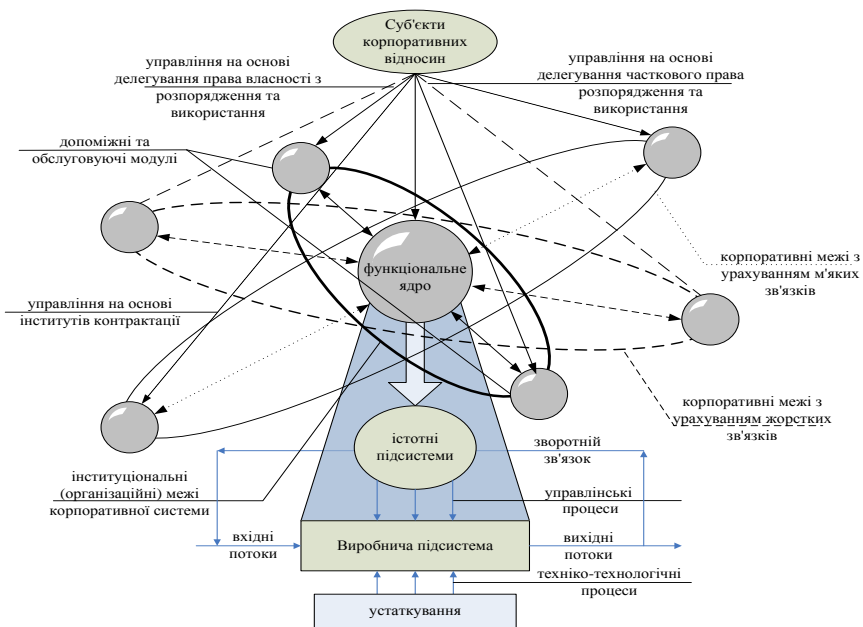 Суб'єкти
корпоративних
відносин
управління на основі
делегування права власності з
розпорядження та
використання
управління на основі
делегування часткового права
розпорядження та
використання
допоміжні та
обслуговуючі модулі
функціональне
ядро
корпоративні межі з
урахуванням м'яких
зв'язків
управління на основі
інститутів контрактації
корпоративні межі з
урахуванням жорстких
зв'язків
істотні
підсистеми
зворотній
зв'язок
інституціональні
(організаційні) межі
корпоративної системи
управлінські
процеси
вхідні
потоки
Виробнича підсистема
вихідні
потоки
техніко-технологічні
процеси
устаткування